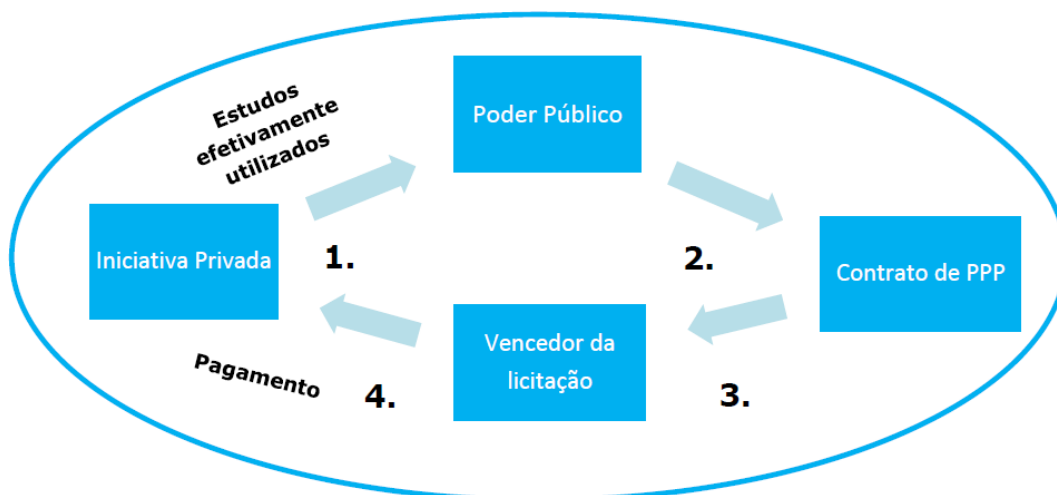 Estudos
efetivamente
utilizados
Poder Público
Iniciativa Privada
1.
2.
Contrato de PPP
Vencedor da
licitação
Pagamento
4.
3.